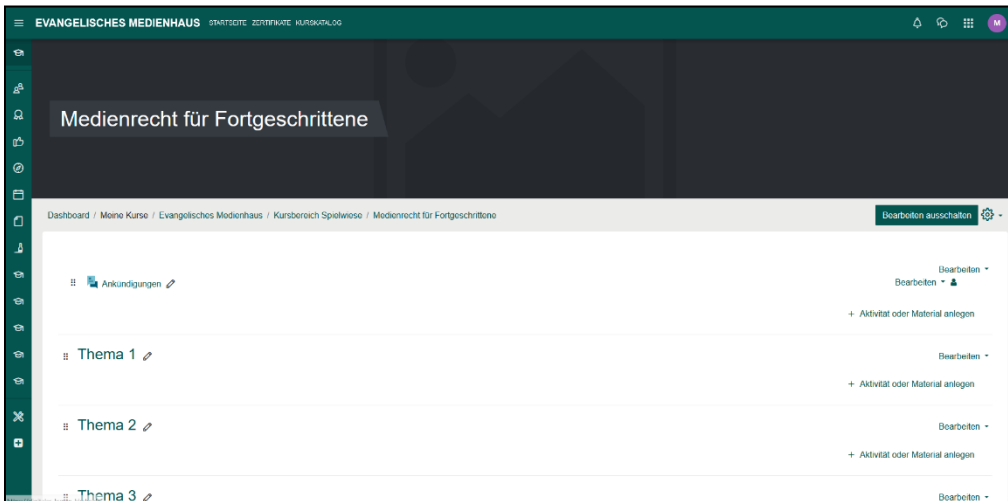 EVANGELISCHES MEDIENHAUS STARTSEITE ZERTIFIKATE KURSKATALOG M
Medienrecht für Fortgeschrittene
Dashboard / Meine Kurse / Evangelisches Medienhaus / Kursbereich Spielwiese / Medienrecht für Fortgeschrittene Bearbeiten ausschalten
Bearbeiten
Ankündigungen Bearbeiten
+ Aktivität oder Material anlegen
Thema 1 Bearbeiten
+ Aktivität oder Material anlegen
Thema 2 Bearbeiten
+ Aktivität oder Material anlegen
Thema 3 Bearbeiten